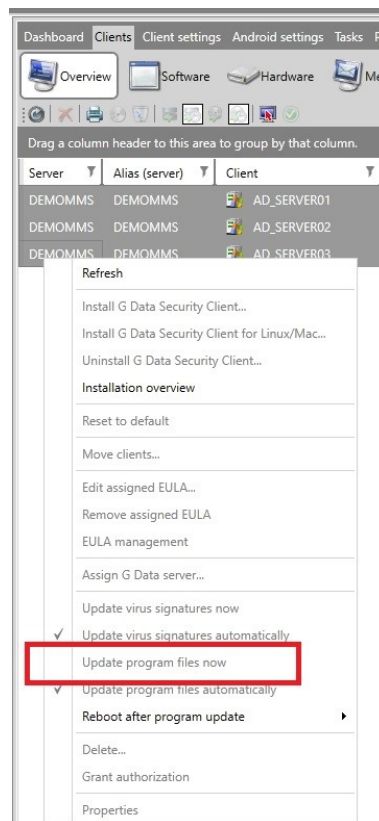 Dashboard Clients Client settings Android settings Tasks
Overview Software Hardware
Drag a column header to this area to group by that column.
Server Alias (server) Client
DEMOMMS DEMOMMS AD_SERVER01
DEMOMMS DEMOMMS AD_SERVER02
DEMOMMS DEMOMMS AD_SERVER03
Refresh
Install G Data Security Client...
Install G Data Security Client for Linux/Mac...
Uninstall G Data Security Client...
Installation overview
Reset to default
Move clients...
Edit assigned EULA...
Remove assigned EULA
EULA management
Assign G Data server...
Update virus signatures now
Update virus signatures automatically
Update program files now
Update program files automatically
Reboot after program update
Delete...
Grant authorization
Properties